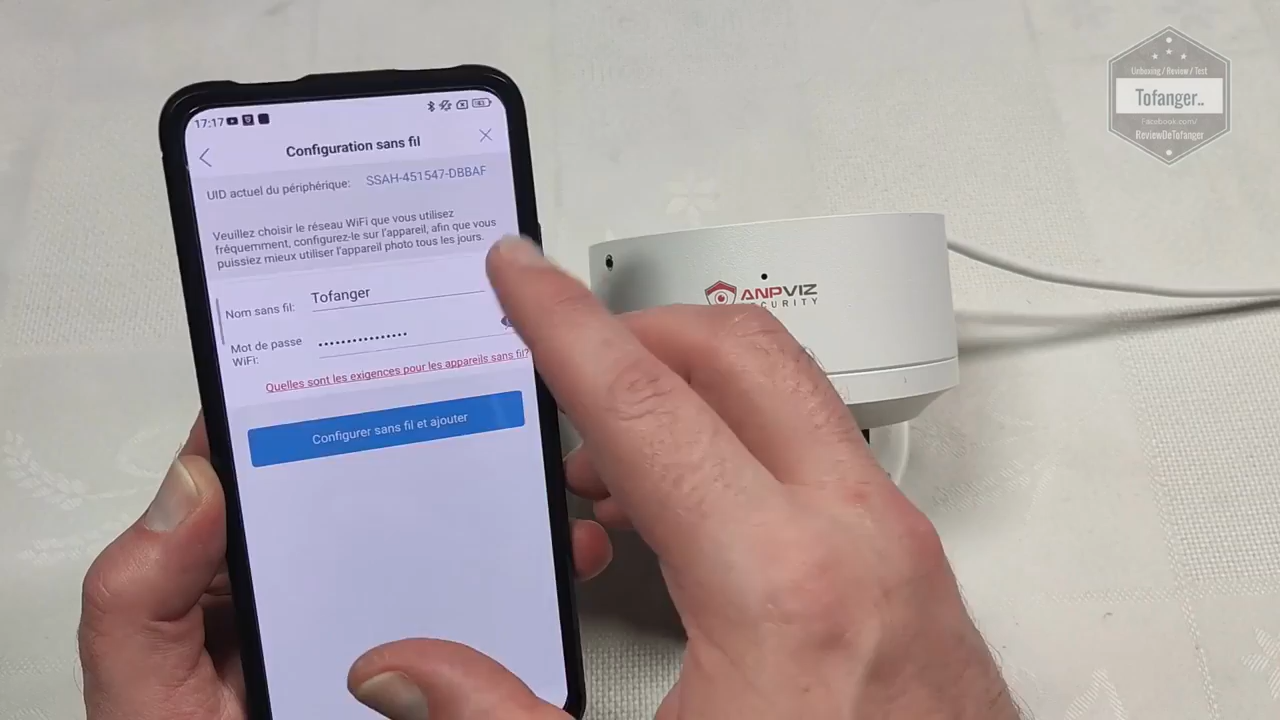 17:17
Configuration sans fil
UID actuel du périphérique: SSAH-451547-DBBAF
Veuillez choisir le réseau WiFi que vous utilisez
fréquemment, configurez-le sur l'appareil, afin que vous
puissiez mieux utiliser l'appareil photo tous les jours.
Nom sans fil: Tofanger
Mot de passe
WiFi:
Quelles sont les exigences pour les appareils sans fil?
Configurer sans fil et ajouter
ANPVIZ
Unboxing / Review / Test
Tofanger..
Facebook.com/
ReviewDeTofanger